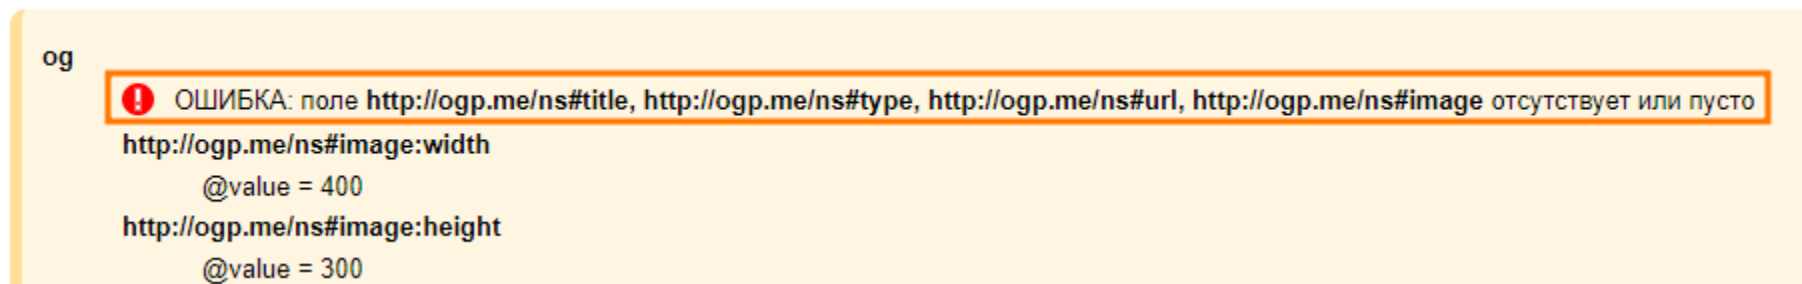 og
ОШИБКА: поле http://ogp.me/ns#title, http://ogp.me/ns#type, http://ogp.me/ns#url, http://ogp.me/ns#image отсутствует или пусто
http://ogp.me/ns#image:width
@value = 400
http://ogp.me/ns#image:height
@value = 300